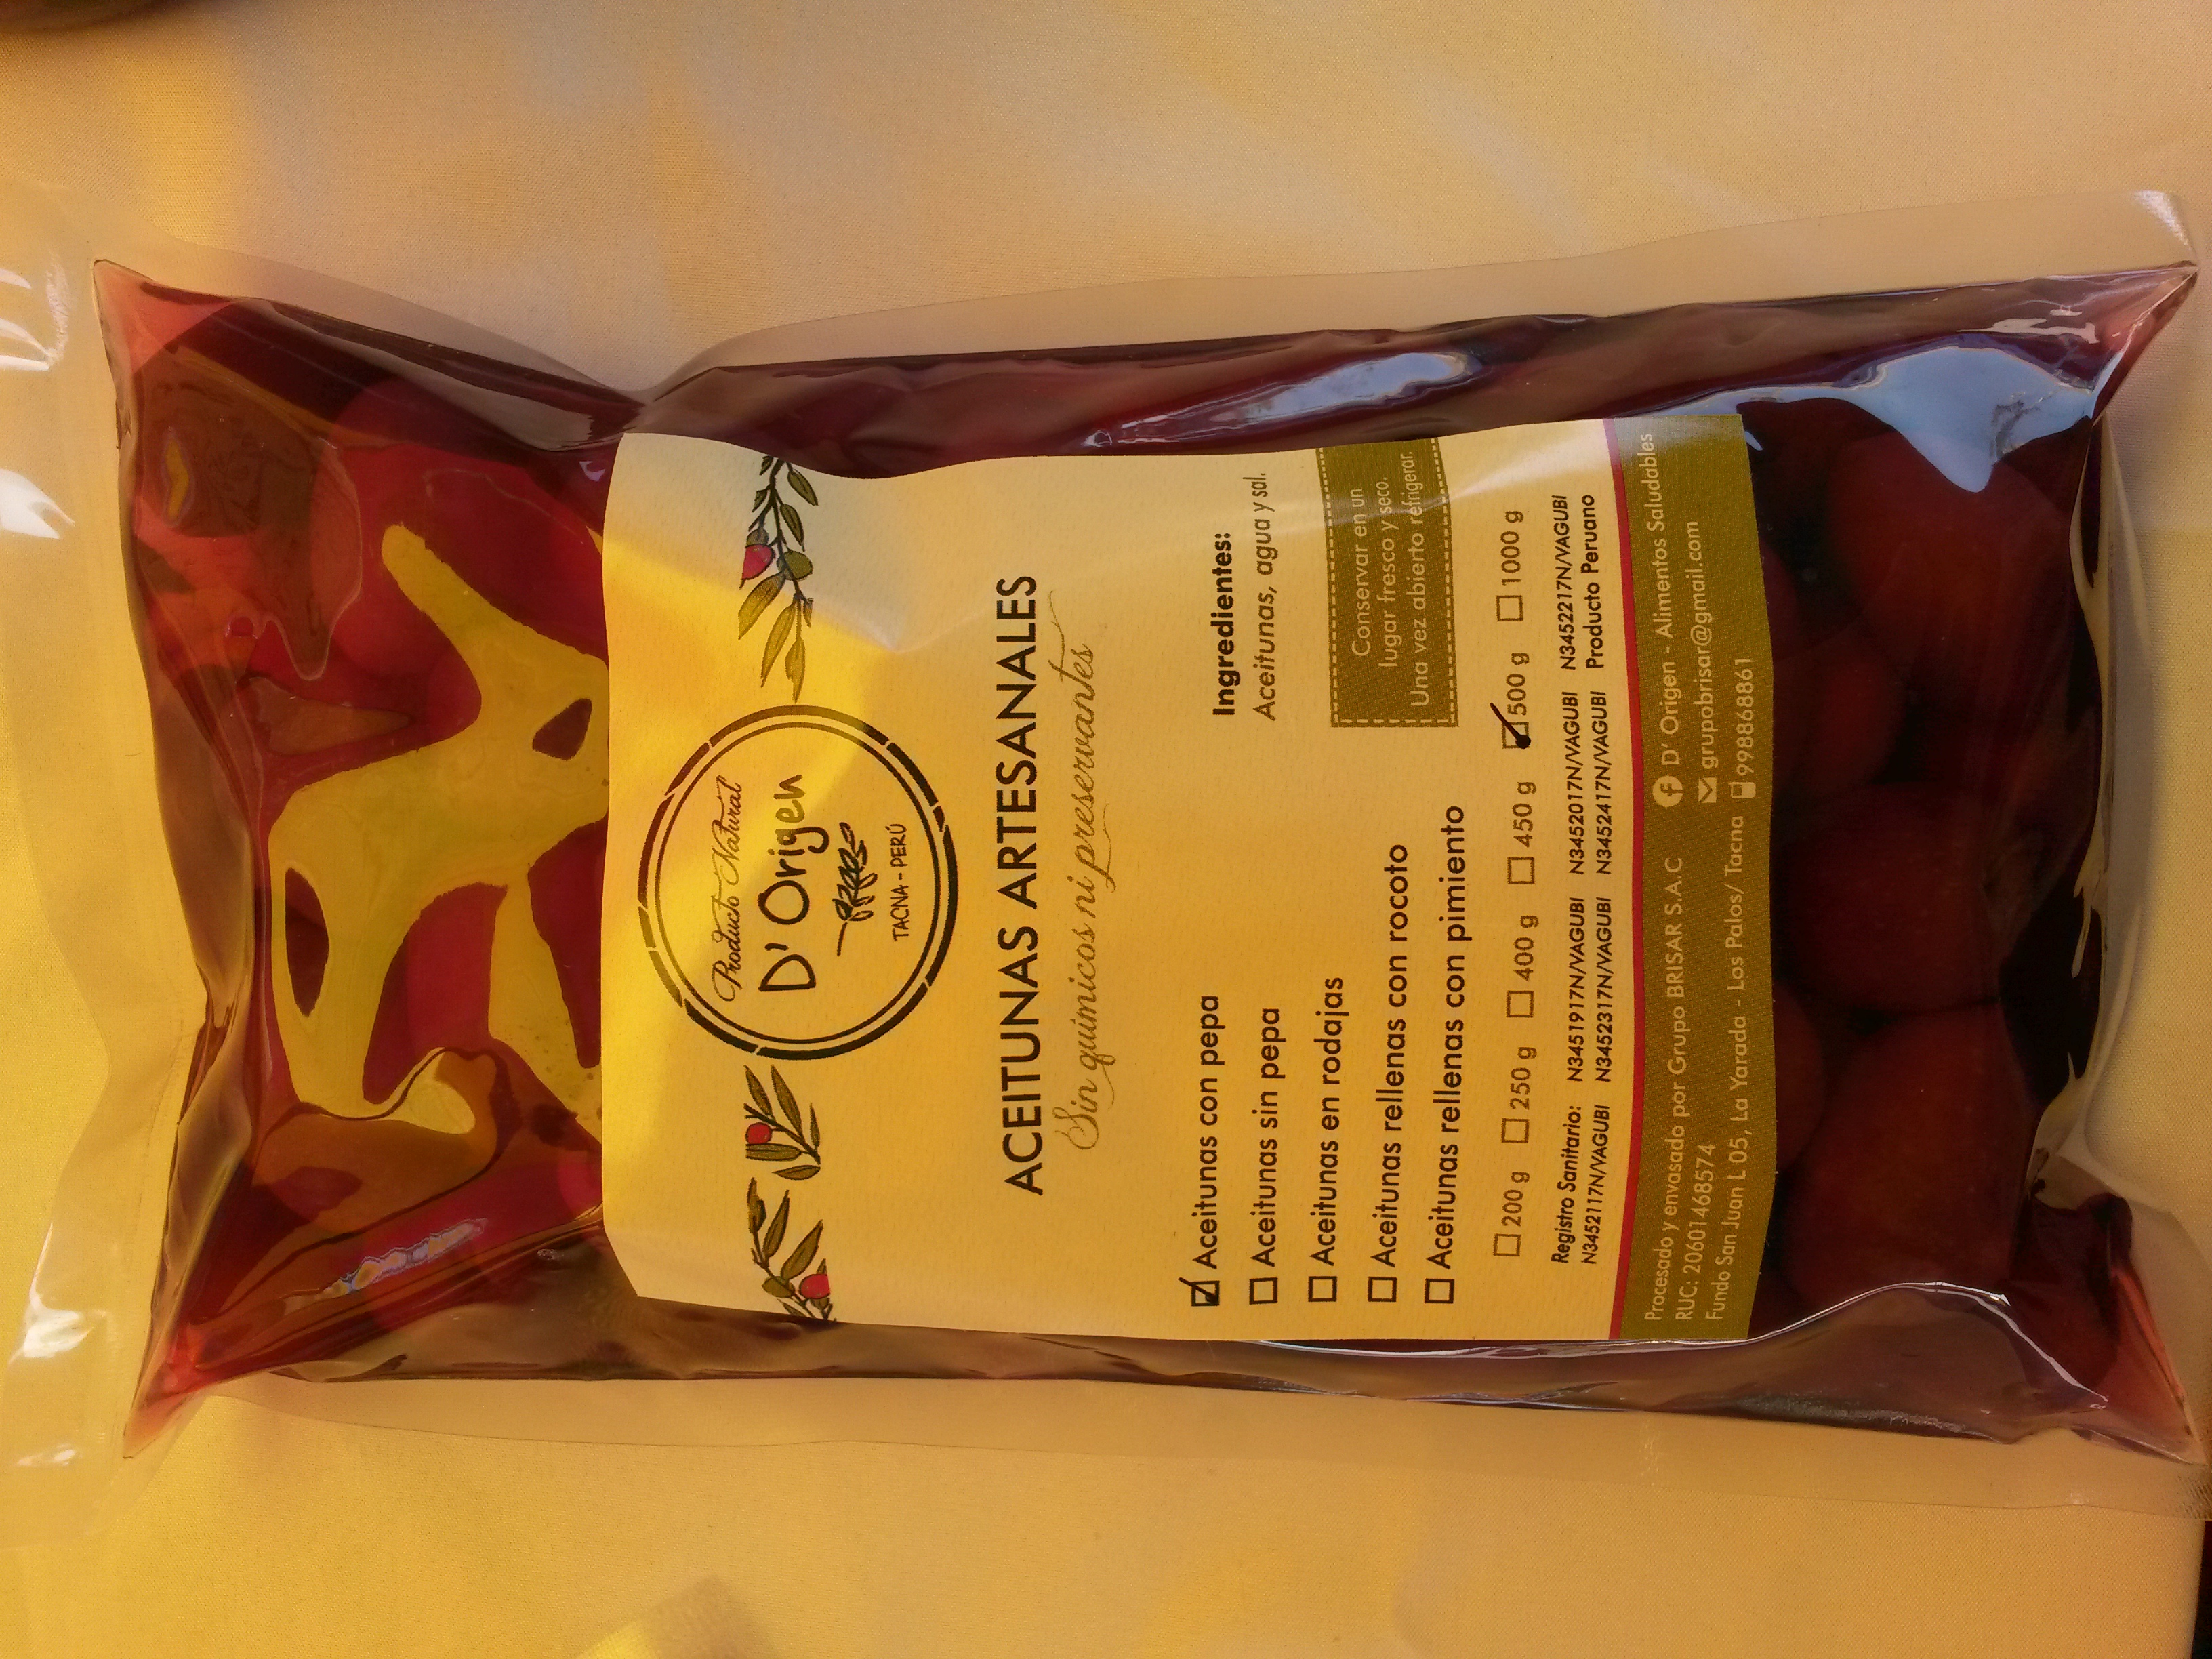 Producto Natural
D' Origen
TACNA - PERÚ
ACEITUNAS ARTESANALES
Sin químicos ni preservantes
Aceitunas con pepa
Aceitunas sin pepa
Aceitunas en rodajas
Aceitunas rellenas con rocoto
Aceitunas rellenas con pimiento
Ingredientes:
Aceitunas, agua y sal.
Conservar en un
lugar fresco y seco.
Una vez abierto refrigerar.
200 g 250 g 400 g 450 g 500 g 1000 g
Registro Sanitario: N3451917N/VAGUBI N3452017N/VAGUBI N3452217N/VAGUBI
N3452117N/VAGUBI N3452317N/VAGUBI N3452417N/VAGUBI Producto Peruano
Procesado y envasado por Grupo BRISAR S.A.C
RUC: 20601468574
Fundo San Juan L 05, La Yarada - Los Palos/ Tacna
D' Origen - Alimentos Saludables
grupobrisar@gmail.com
998868861